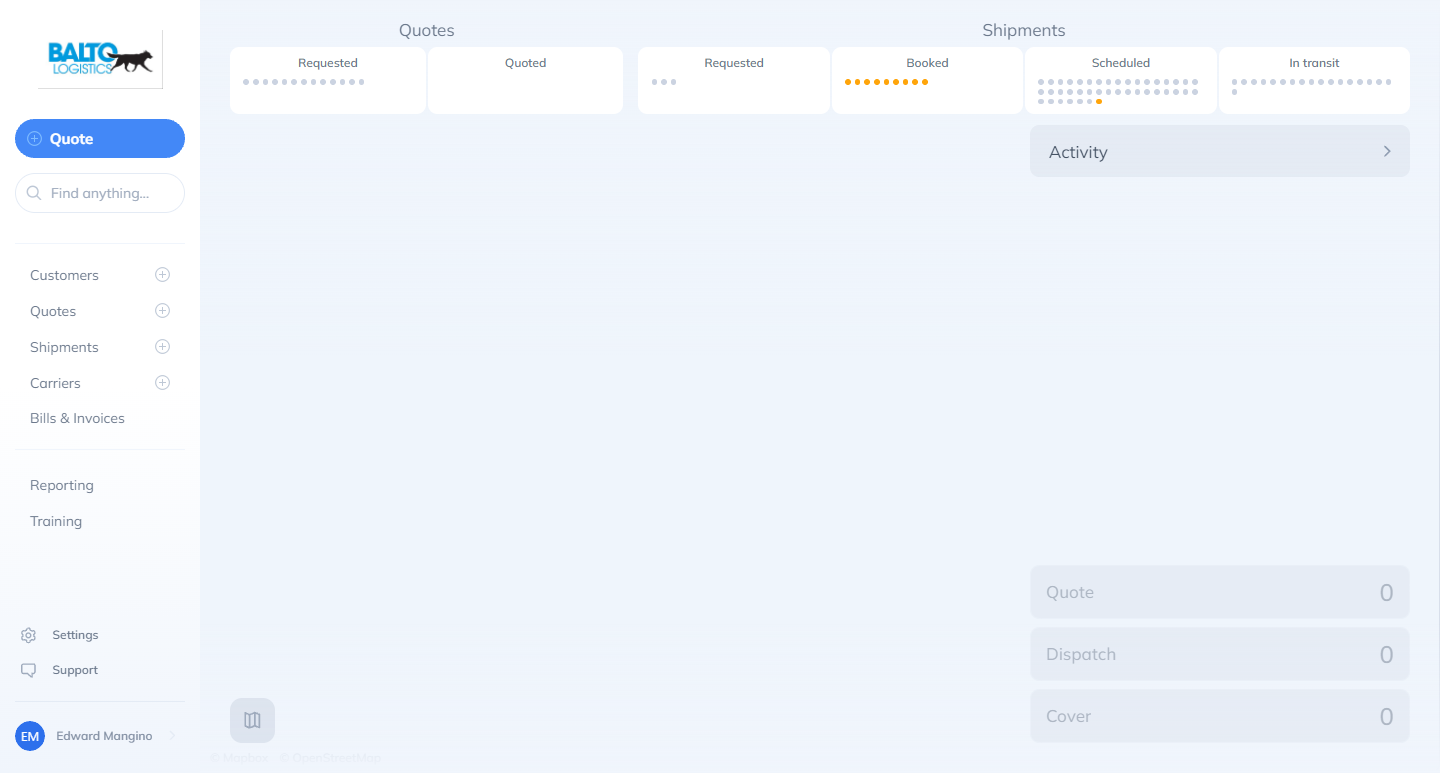 BALTO
LOGISTICS
Quote
Find anything...
Customers
Quotes
Shipments
Carriers
Bills & Invoices
Reporting
Training
Settings
Support
EM Edward Mangino
Quotes
Requested
Quoted
Shipments
Requested
Booked
Scheduled
In transit
Activity
Quote 0
Dispatch 0
Cover 0
© Mapbox © OpenStreetMap